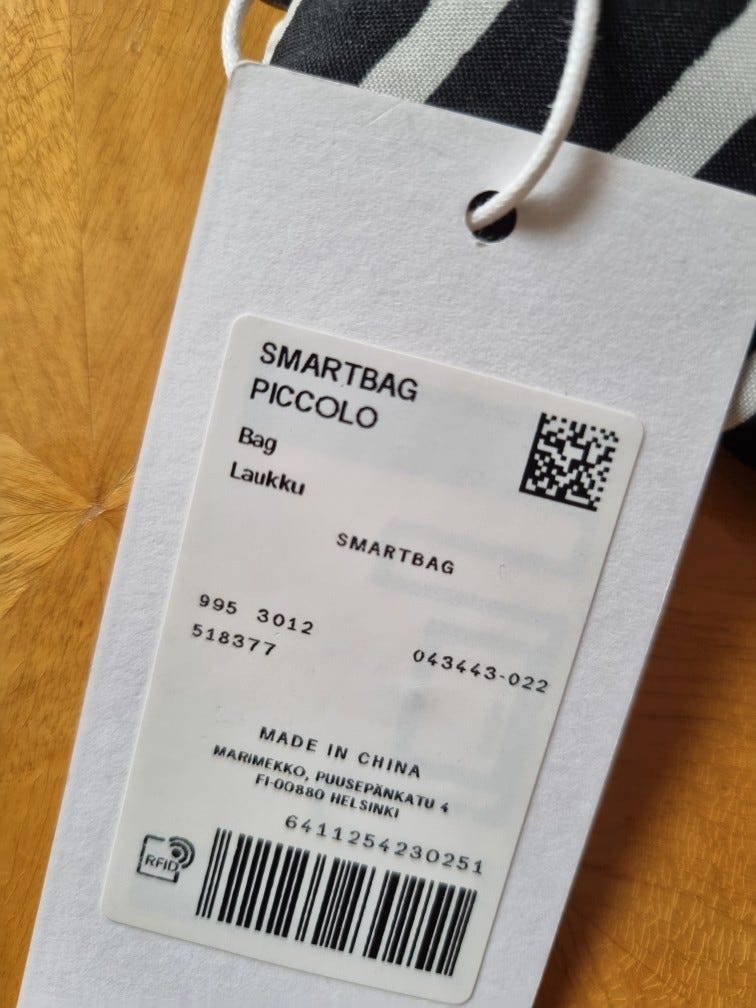 SMARTBAG
PICCOLO
Bag
Laukku
SMARTBAG
995 3012
518377
043443-022
MADE IN CHINA
MARIMEKKO, PUUSEPÄNKATU 4
FI-00880 HELSINKI
6411254230251
RFID